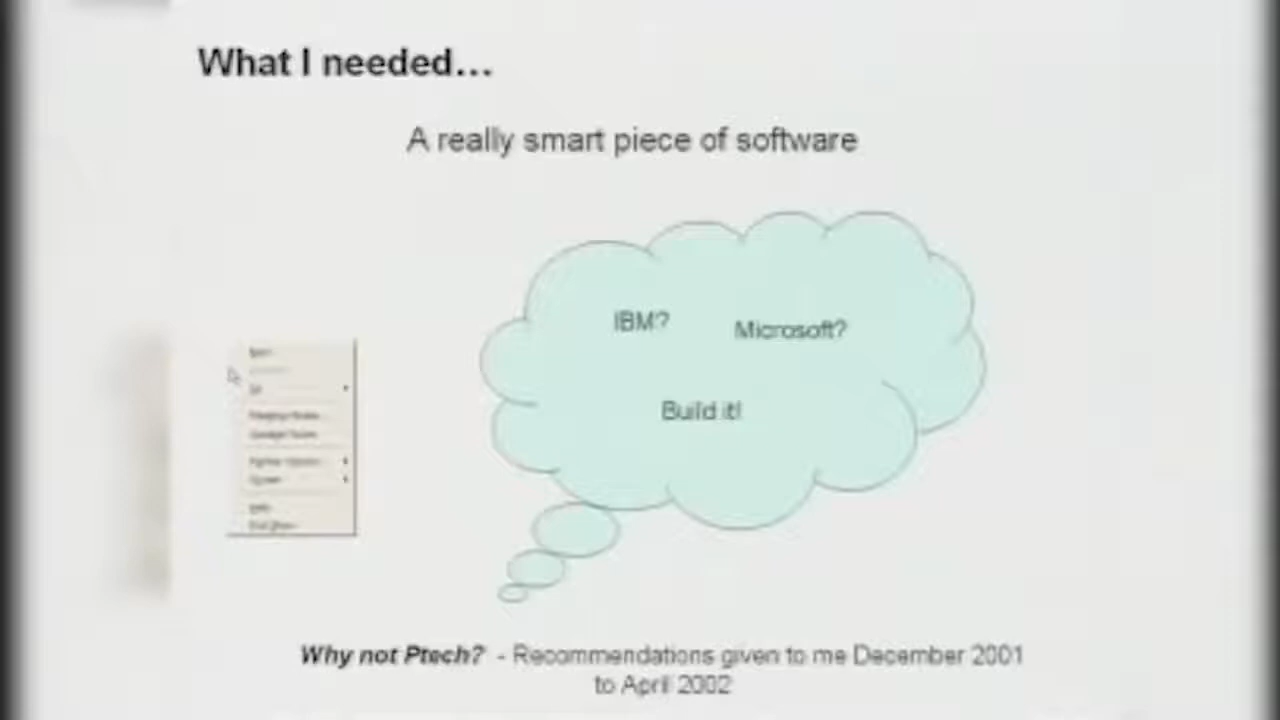 What I needed…
A really smart piece of software
IBM?
Microsoft?
Build it!
Why not Ptech? - Recommendations given to me December 2001
to April 2002